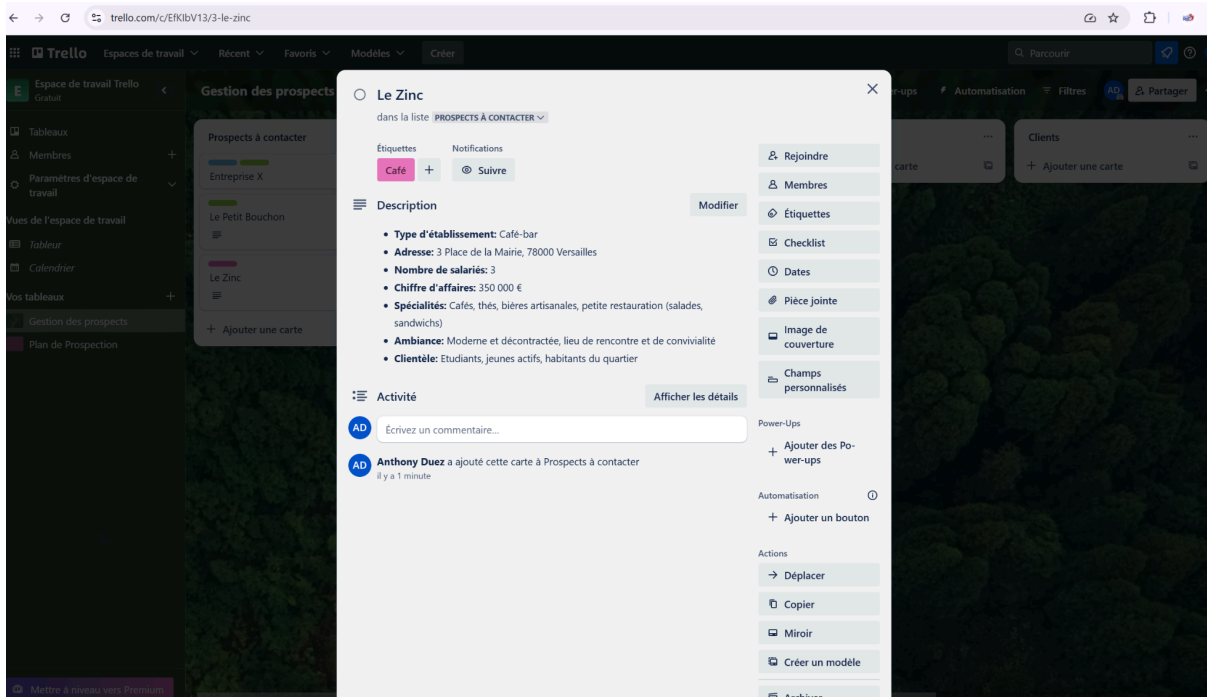 trello.com/c/EfKIbV13/3-le-zinc
Trello Espaces de travail Récent Favoris Modèles Créer Parcourir
E Espace de travail Trello
Gratuit
Tableaux
Membres
Paramètres d'espace de
travail
Vues de l'espace de travail
Tableur
Calendrier
Vos tableaux
Gestion des prospects
Plan de Prospection
Mettre à niveau vers Premium
Gestion des prospects
er-ups Automatisation Filtres AD Partager
Prospects à contacter
Entreprise X
Le Petit Bouchon
Le Zinc
+ Ajouter une carte
carte
Clients
+ Ajouter une carte
Le Zinc
dans la liste PROSPECTS À CONTACTER
Étiquettes Notifications
Café + Suivre
Description Modifier
• Type d'établissement: Café-bar
• Adresse: 3 Place de la Mairie, 78000 Versailles
• Nombre de salariés: 3
• Chiffre d'affaires: 350 000 €
• Spécialités: Cafés, thés, bières artisanales, petite restauration (salades,
sandwichs)
• Ambiance: Moderne et décontractée, lieu de rencontre et de convivialité
• Clientèle: Etudiants, jeunes actifs, habitants du quartier
Activité Afficher les détails
AD Écrivez un commentaire...
AD Anthony Duez a ajouté cette carte à Prospects à contacter
il y a 1 minute
Rejoindre
Membres
Étiquettes
Checklist
Dates
Pièce jointe
Image de
couverture
Champs
personnalisés
Power-Ups
+ Ajouter des Po-
wer-ups
Automatisation
+ Ajouter un bouton
Actions
Déplacer
Copier
Miroir
Créer un modèle
Archiver